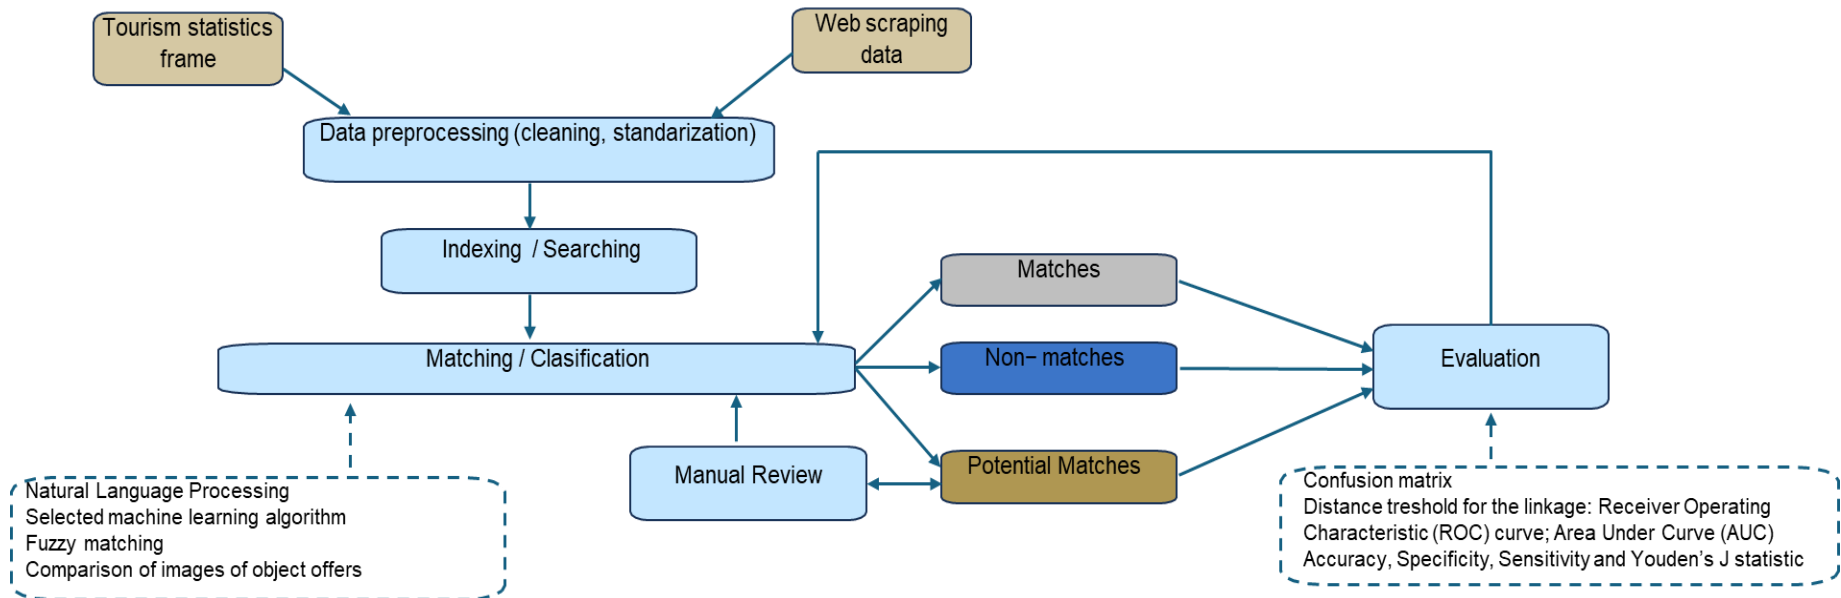 Tourism statistics
frame
Web scraping
data
Data preprocessing (cleaning, standarization)
Indexing / Searching
Matching / Clasification
Matches
Non− matches
Potential Matches
Manual Review
Evaluation
Natural Language Processing
Selected machine learning algorithm
Fuzzy matching
Comparison of images of object offers
Confusion matrix
Distance treshold for the linkage: Receiver Operating
Characteristic (ROC) curve; Area Under Curve (AUC)
Accuracy, Specificity, Sensitivity and Youden’s J statistic